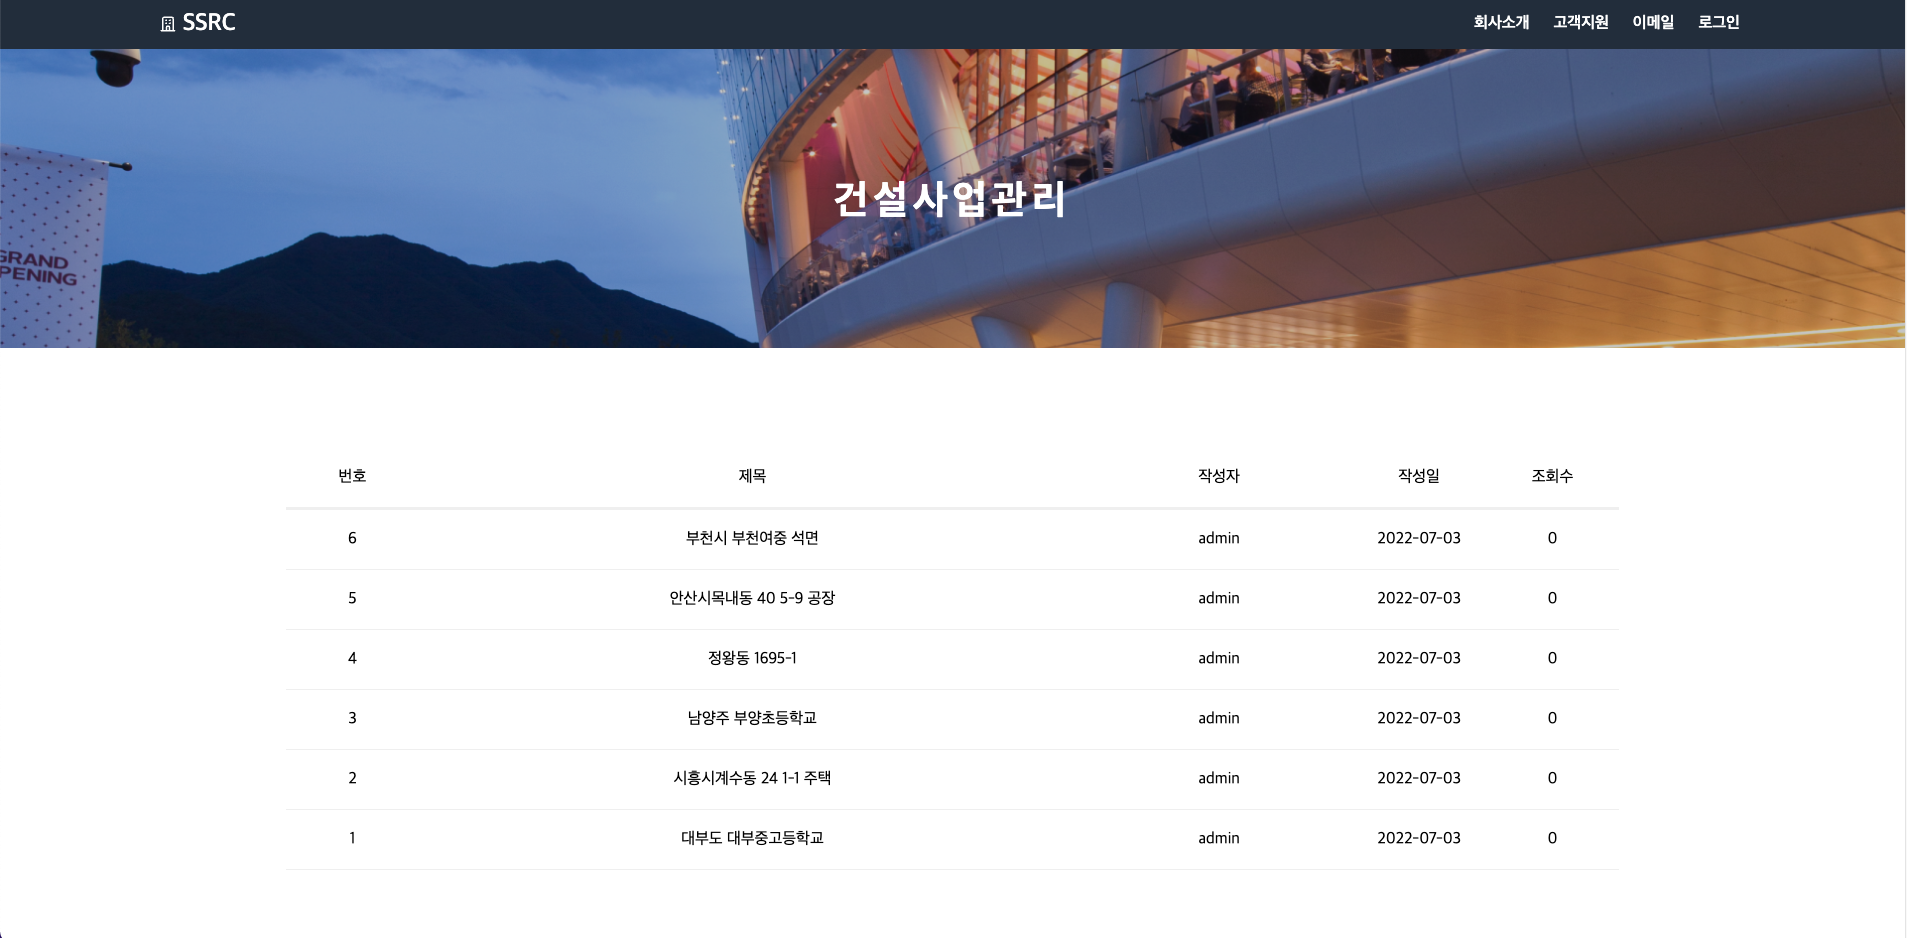 SSRC 회사소개 고객지원 이메일 로그인
건설사업관리
GRAND
PENING
번호 제목 작성자 작성일 조회수
6 부천시 부천여중 석면 admin 2022-07-03 0
5 안산시목내동 40 5-9 공장 admin 2022-07-03 0
4 정왕동 1695-1 admin 2022-07-03 0
3 남양주 부양초등학교 admin 2022-07-03 0
2 시흥시계수동 24 1-1 주택 admin 2022-07-03 0
1 대부도 대부중고등학교 admin 2022-07-03 0